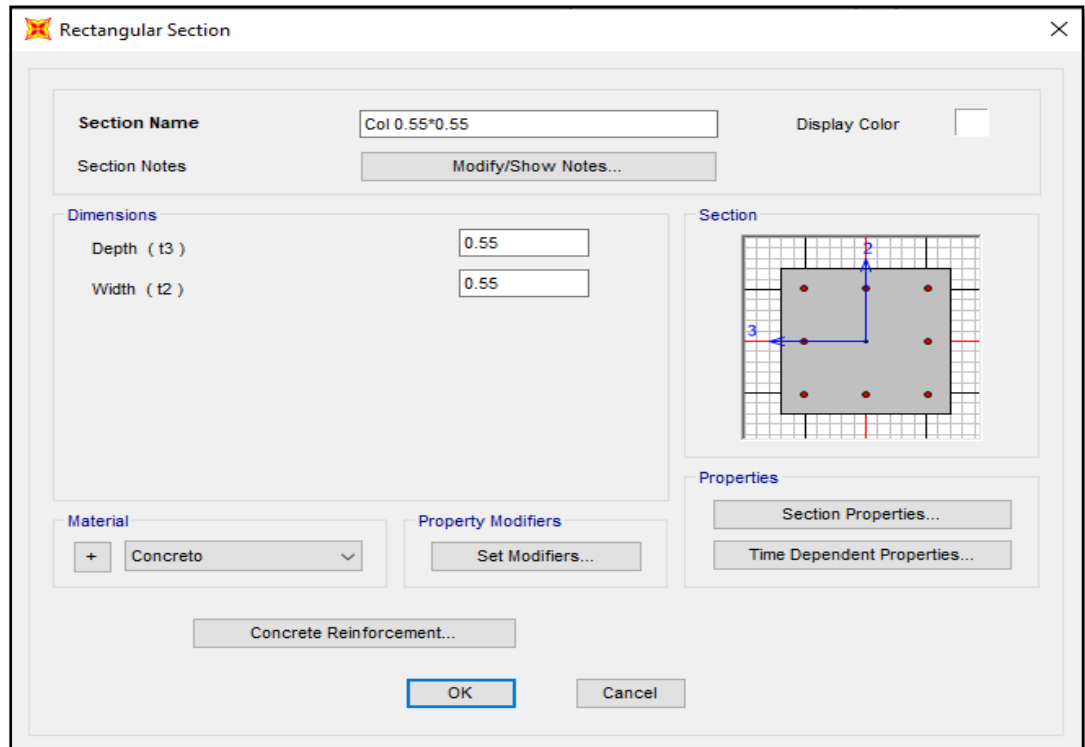 Rectangular Section
Section Name
Col 0.55*0.55
Display Color
Section Notes
Modify/Show Notes...
Dimensions
Depth ( t3 )
0.55
Width ( t2 )
0.55
Section
2
3
Properties
Section Properties...
Time Dependent Properties...
Material
+
Concreto
Property Modifiers
Set Modifiers...
Concrete Reinforcement...
OK
Cancel